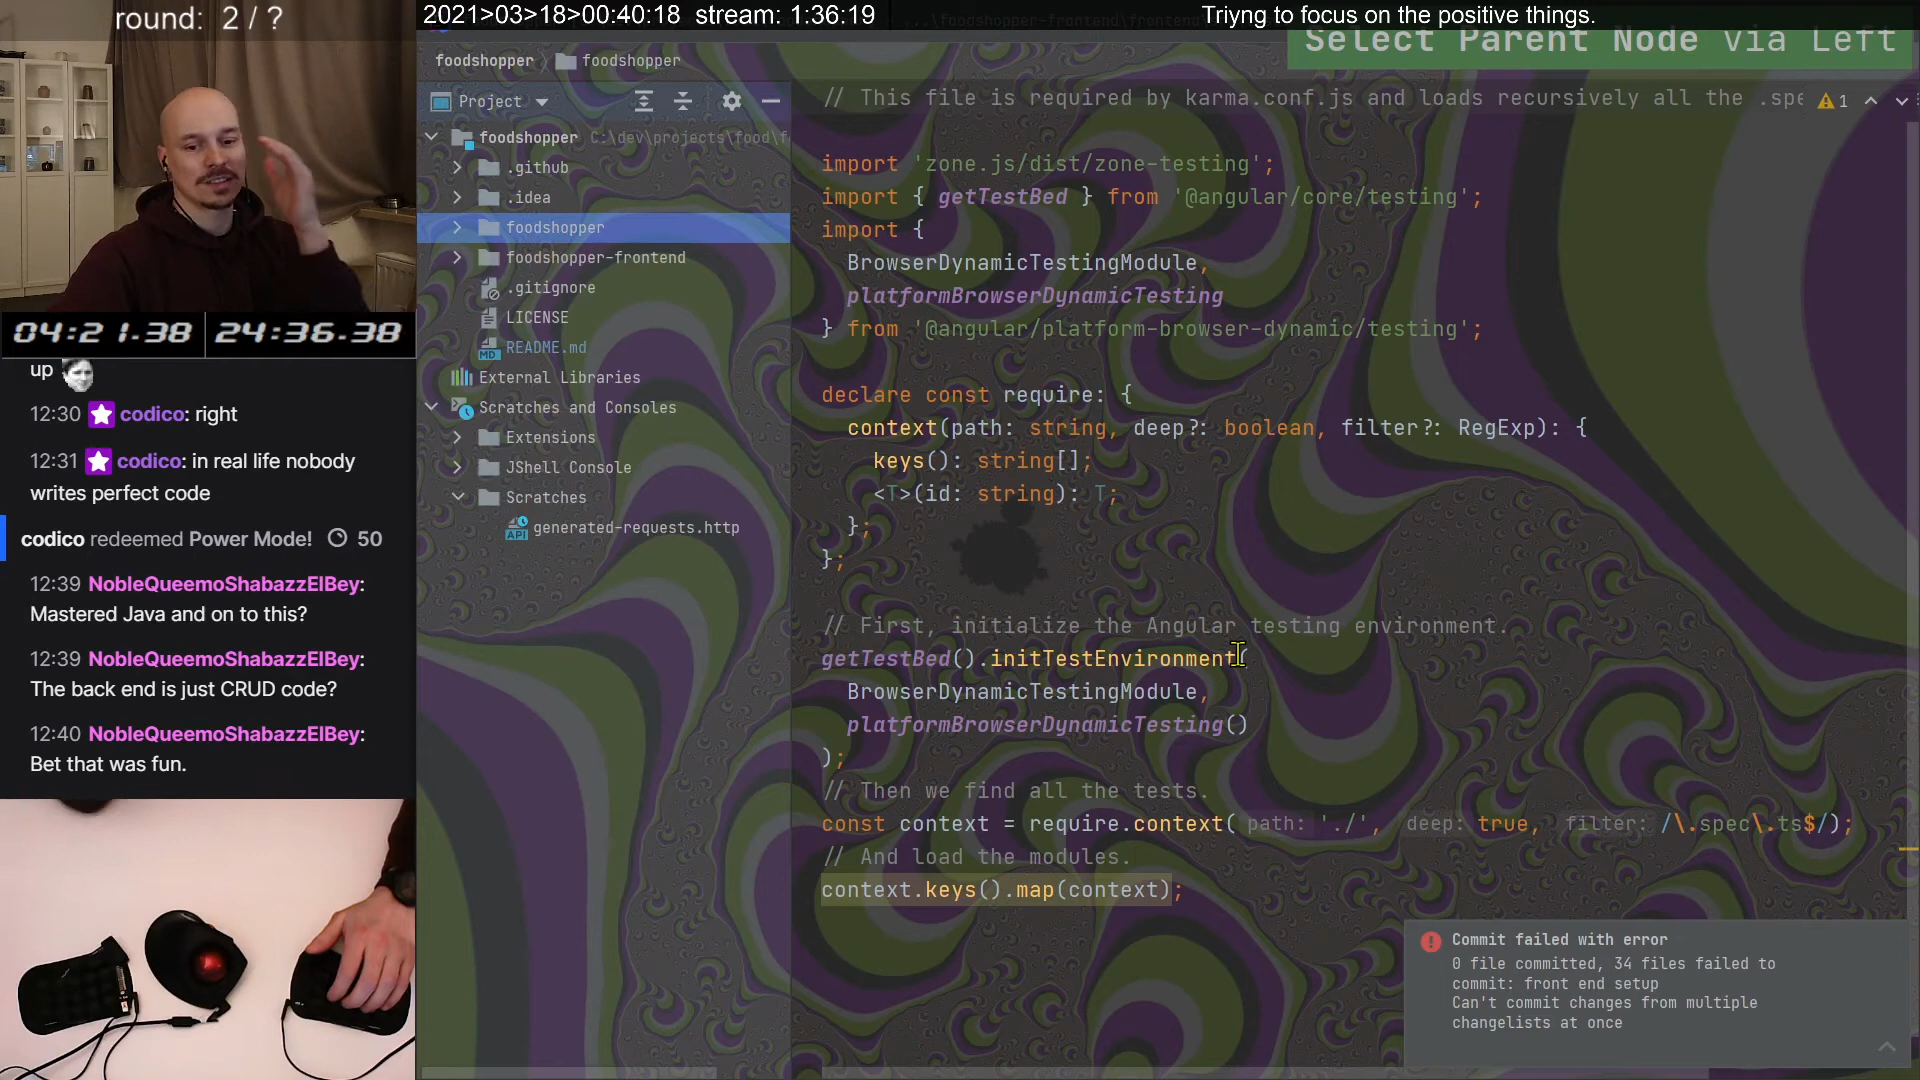 round: 2 / ?
2021>03>18>00:40:18 stream: 1:36:19
Triyng to focus on the positive things.
Select Parent Node via Left
foodshopper
foodshopper
Project
foodshopper C:\dev\projects\food\f
.github
.idea
foodshopper
foodshopper-frontend
.gitignore
LICENSE
README.md
External Libraries
Scratches and Consoles
Extensions
JShell Console
Scratches
generated-requests.http
// This file is required by karma.conf.js and loads recursively all the .spe
1
import 'zone.js/dist/zone-testing';
import { getTestBed } from '@angular/core/testing';
import {
BrowserDynamicTestingModule,
platformBrowserDynamicTesting
} from '@angular/platform-browser-dynamic/testing';
declare const require: {
context(path: string, deep?: boolean, filter?: RegExp): {
keys(): string[];
<T>(id: string): T;
};
};
// First, initialize the Angular testing environment.
getTestBed().initTestEnvironment(
BrowserDynamicTestingModule,
platformBrowserDynamicTesting()
);
// Then we find all the tests.
const context = require.context( path: './', deep: true, filter: /\.spec\.ts$/);
// And load the modules.
context.keys().map(context);
Commit failed with error
0 file committed, 34 files failed to
commit: front end setup
Can't commit changes from multiple
changelists at once
04:21.38 24:36.38
up
12:30 codico: right
12:31 codico: in real life nobody
writes perfect code
codico redeemed Power Mode! 50
12:39 NobleQueemoShabazzElBey:
Mastered Java and on to this?
12:39 NobleQueemoShabazzElBey:
The back end is just CRUD code?
12:40 NobleQueemoShabazzElBey:
Bet that was fun.